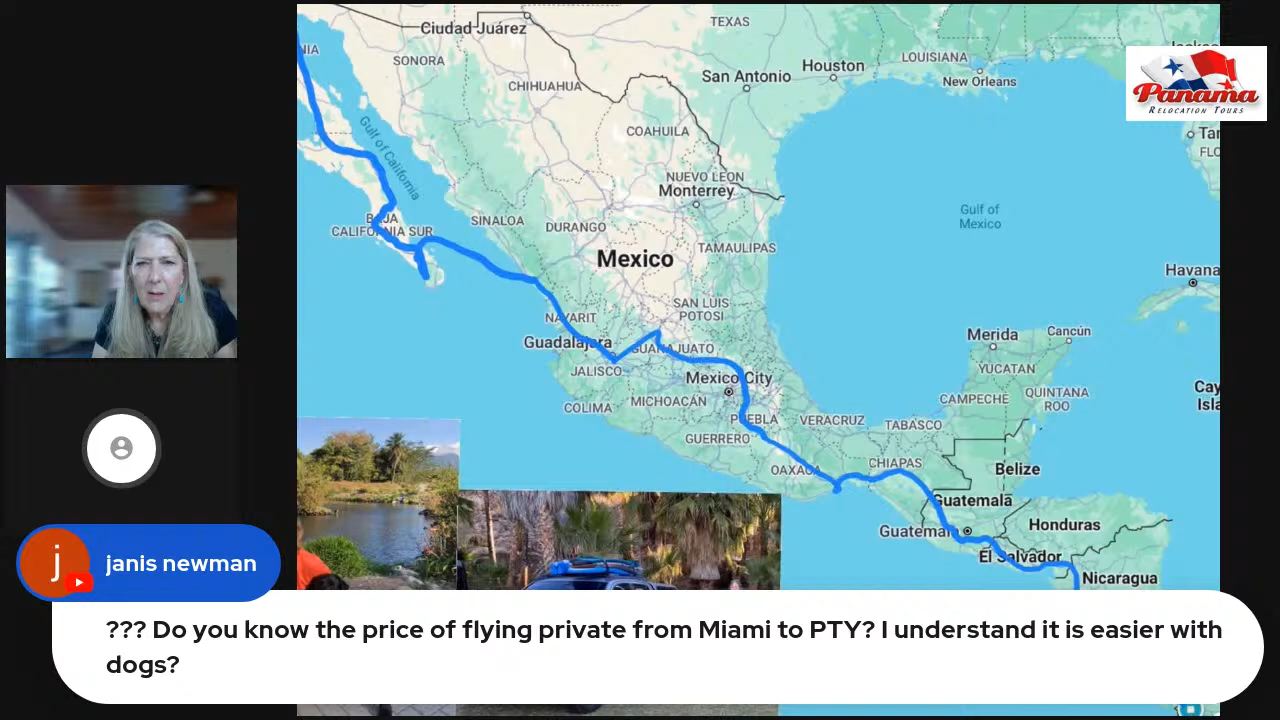 Ciudad Juárez
TEXAS
NIA
SONORA
CHIHUAHUA
San Antonio
Houston
LOUISIANA
New Orleans
Panama
RELOCATION TOURS
COAHUILA
FLO
Gulf of California
NUEVO LEON
Monterrey
Gulf of
Mexico
BAJA
CALIFORNIA SUR
SINALOA
DURANGO
TAMAULIPAS
Mexico
Havana
SAN LUIS
POTOSI
NAYARIT
Guadalajara
GUANAJUATO
Merida
Cancún
JALISCO
YUCATAN
Mexico City
QUINTANA
ROO
COLIMA
MICHOACÁN
CAMPECHE
Cay
Isla
PUEBLA
VERACRUZ
TABASCO
GUERRERO
OAXACA
CHIAPAS
Belize
Guatemala
Guatemala
Honduras
El Salvador
Nicaragua
j
janis newman
??? Do you know the price of flying private from Miami to PTY? I understand it is easier with
dogs?